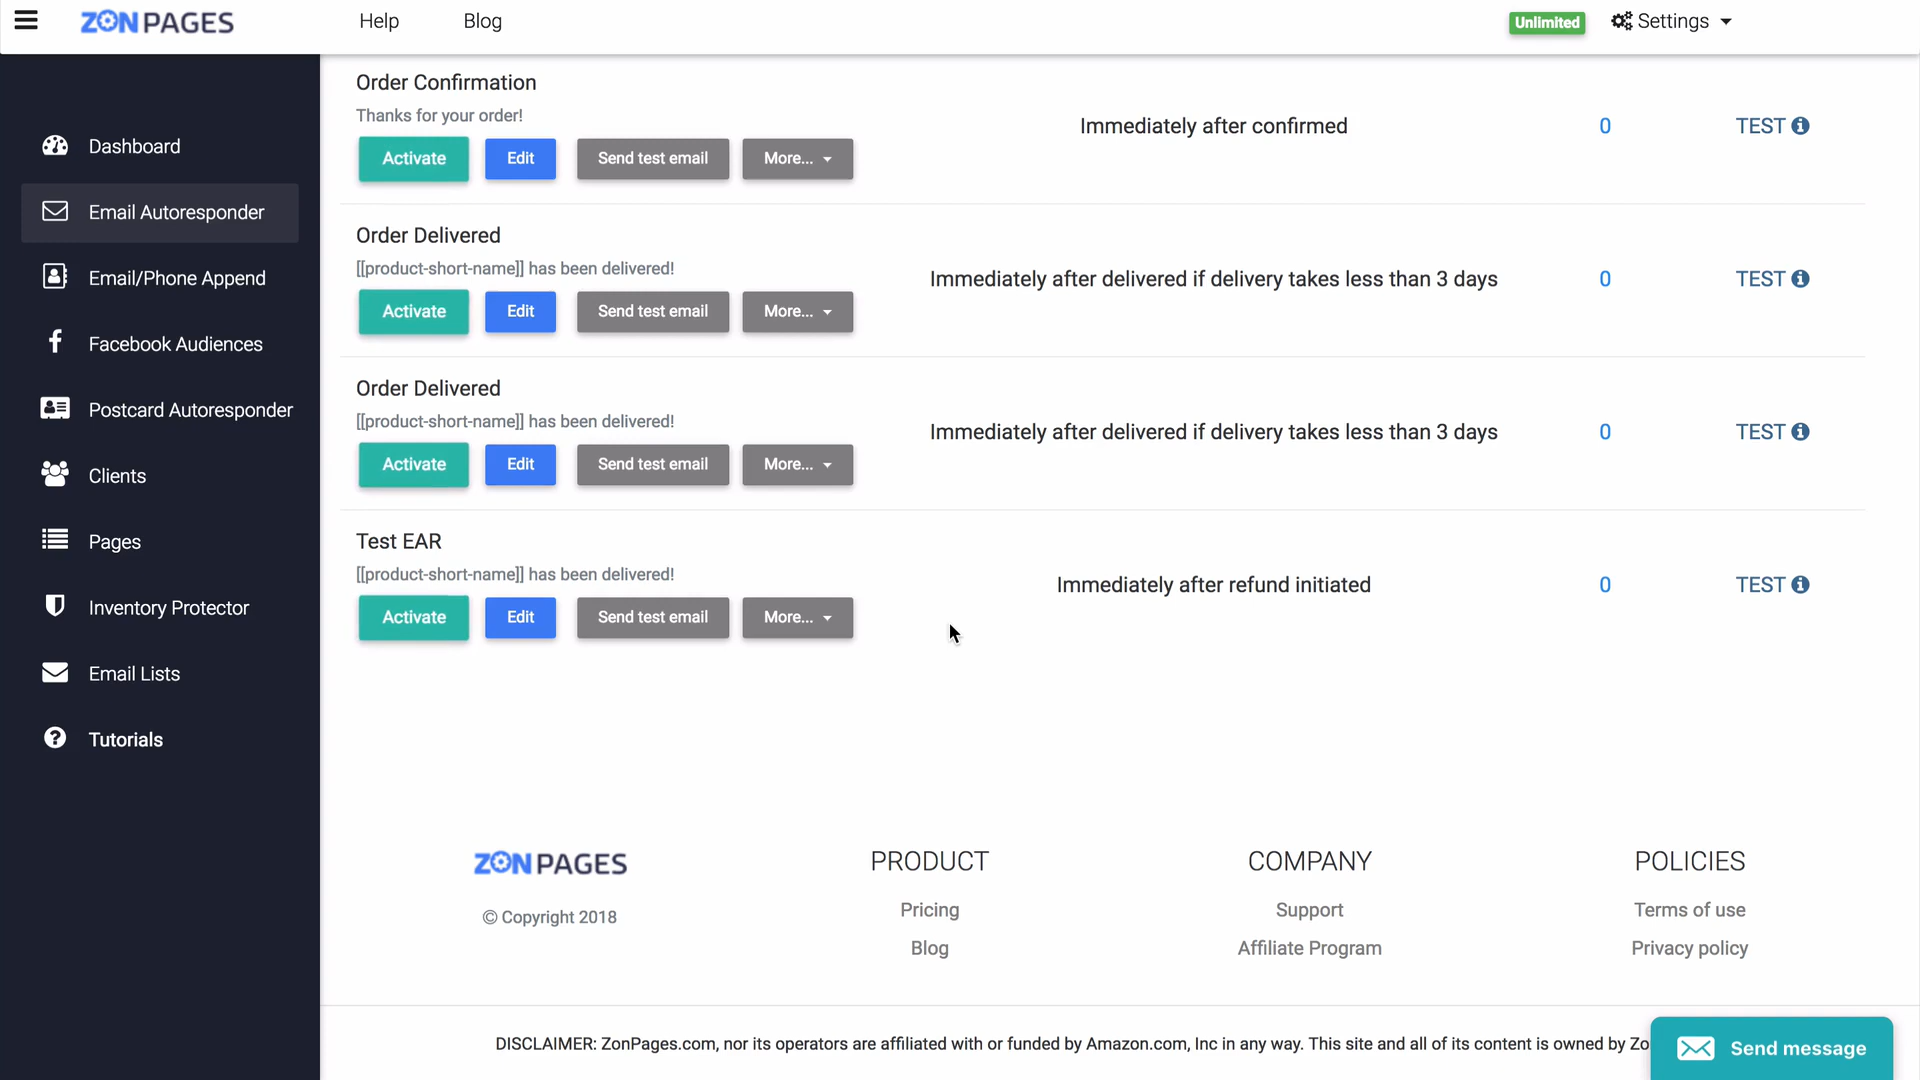 ZONPAGES
Help
Blog
Unlimited
Settings
Dashboard
Email Autoresponder
Email/Phone Append
Facebook Audiences
Postcard Autoresponder
Clients
Pages
Inventory Protector
Email Lists
Tutorials
Order Confirmation
Thanks for your order!
Activate
Edit
Send test email
More...
Immediately after confirmed
0
TEST
Order Delivered
[[product-short-name]] has been delivered!
Activate
Edit
Send test email
More...
Immediately after delivered if delivery takes less than 3 days
0
TEST
Order Delivered
[[product-short-name]] has been delivered!
Activate
Edit
Send test email
More...
Immediately after delivered if delivery takes less than 3 days
0
TEST
Test EAR
[[product-short-name]] has been delivered!
Activate
Edit
Send test email
More...
Immediately after refund initiated
0
TEST
ZONPAGES
© Copyright 2018
PRODUCT
Pricing
Blog
COMPANY
Support
Affiliate Program
POLICIES
Terms of use
Privacy policy
DISCLAIMER: ZonPages.com, nor its operators are affiliated with or funded by Amazon.com, Inc in any way. This site and all of its content is owned by Zo
Send message